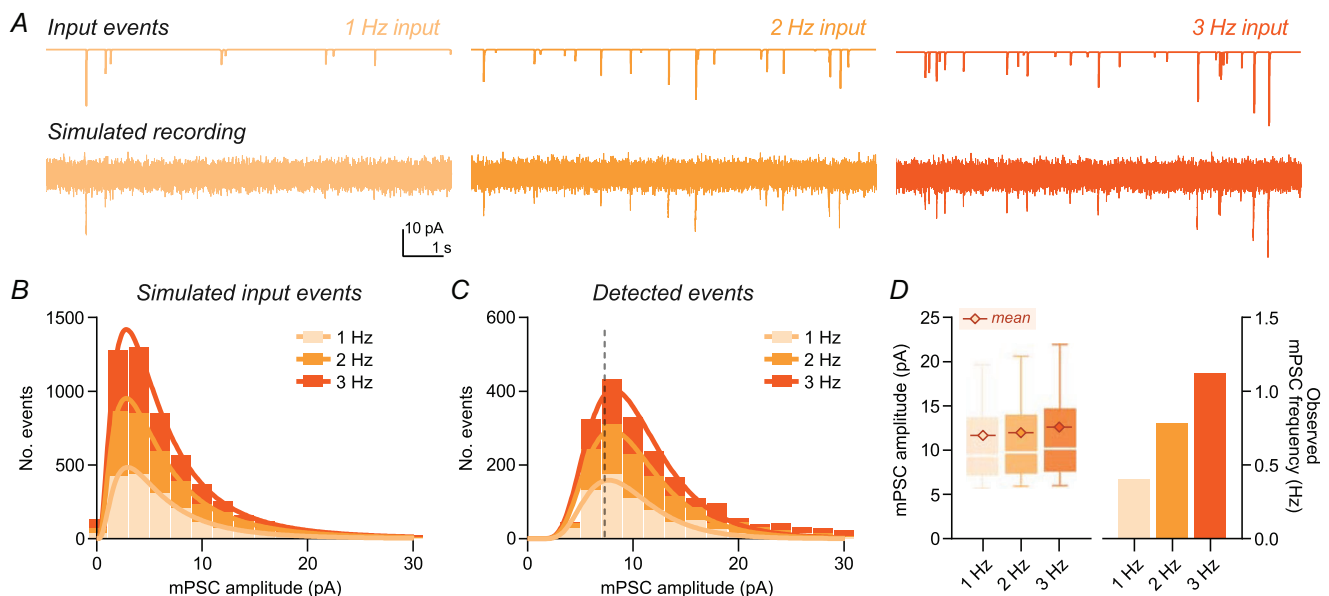 A
Input events
1 Hz input
2 Hz input
3 Hz input
Simulated recording
10 pA
1 s
B
Simulated input events
No. events
1500
1000
500
0
1 Hz
2 Hz
3 Hz
0
10
20
30
mPSC amplitude (pA)
C
Detected events
No. events
600
400
200
0
1 Hz
2 Hz
3 Hz
0
10
20
30
mPSC amplitude (pA)
D
mPSC amplitude (pA)
25
20
15
10
5
0
mean
1 Hz
2 Hz
3 Hz
1 Hz
2 Hz
3 Hz
1.5
1.0
0.5
0.0
Observed
mPSC frequency (Hz)